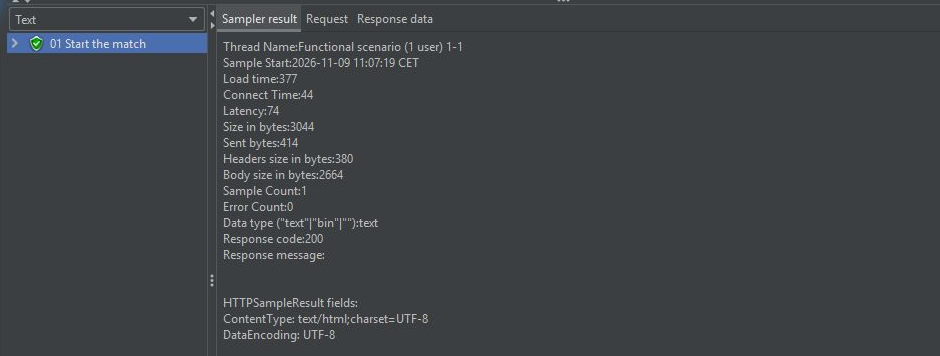 Text
01 Start the match
Sampler result Request Response data
Thread Name:Functional scenario (1 user) 1-1
Sample Start:2026-11-09 11:07:19 CET
Load time:377
Connect Time:44
Latency:74
Size in bytes:3044
Sent bytes:414
Headers size in bytes:380
Body size in bytes:2664
Sample Count:1
Error Count:0
Data type ("text"|"bin"|""):text
Response code:200
Response message:
HTTPSampleResult fields:
ContentType: text/html;charset=UTF-8
DataEncoding: UTF-8